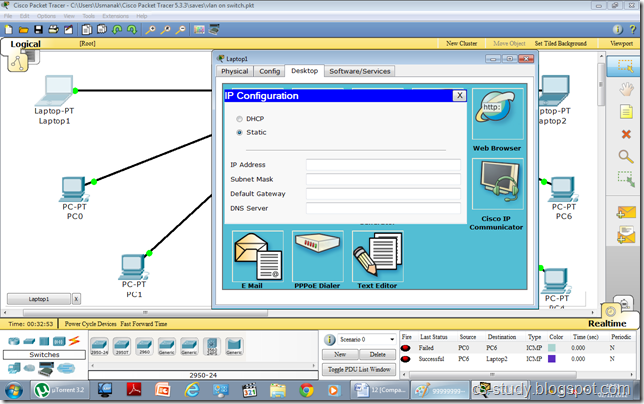 Cisco Packet Tracer - C:\Users\Usmanak\Cisco Packet Tracer 5.3.3\saves\vlan on switch.pkt
File Edit Options View Tools Extensions Help
Logical [Root] New Cluster Move Object Set Tiled Background Viewport
Laptop1
Physical Config Desktop Software/Services
IP Configuration X
DHCP
Static
IP Address
Subnet Mask
Default Gateway
DNS Server
http:
Web Browser
Cisco IP
Communicator
E Mail
PPPoE Dialer
Text Editor
Laptop-PT
Laptop1
PC-PT
PC0
PC-PT
PC1
-PT
top2
PC-PT
PC6
PC-PT
PC4
Laptop1 X
Time: 00:32:53 Power Cycle Devices Fast Forward Time Realtime
Switches
2950-24 2950T 2960 Generic Generic Generic
2950-24
Scenario 0
New Delete
Toggle PDU List Window
Fire Last Status Source Destination Type Color Time (sec) Periodic
Failed PC0 PC6 ICMP 0.000 N
Successful PC6 Laptop2 ICMP 0.000 N
µTorrent 3.2
12 [Compa...
cs-study.blogspot.com